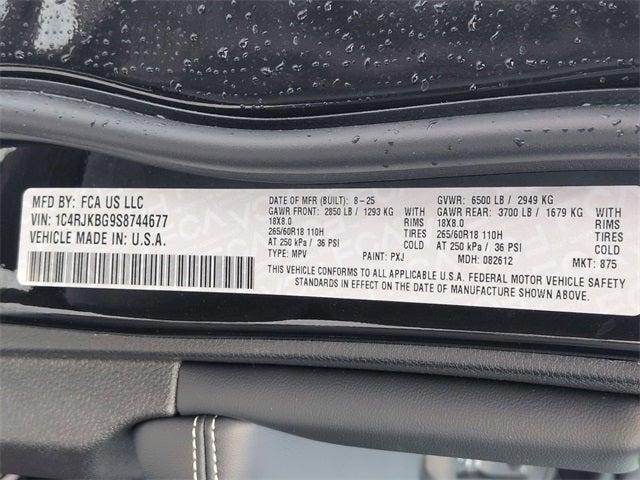 MFD BY: FCA US LLC
VIN: 1C4RJKBG9S8744677
VEHICLE MADE IN: U.S.A.
DATE OF MFR (BUILT): 8-25 GVWR: 6500 LB / 2949 KG
GAWR FRONT: 2850 LB / 1293 KG WITH GAWR REAR: 3700 LB / 1679 KG WITH
18X8.0 RIMS 18X8.0 RIMS
265/60R18 110H TIRES 265/60R18 110H TIRES
AT 250 kPa / 36 PSI COLD AT 250 kPa / 36 PSI COLD
TYPE: MPV PAINT: PXJ MDH: 082612 MKT: 875
THIS VEHICLE CONFORMS TO ALL APPLICABLE U.S.A. FEDERAL MOTOR VEHICLE SAFETY
STANDARDS IN EFFECT ON THE DATE OF MANUFACTURE SHOWN ABOVE.